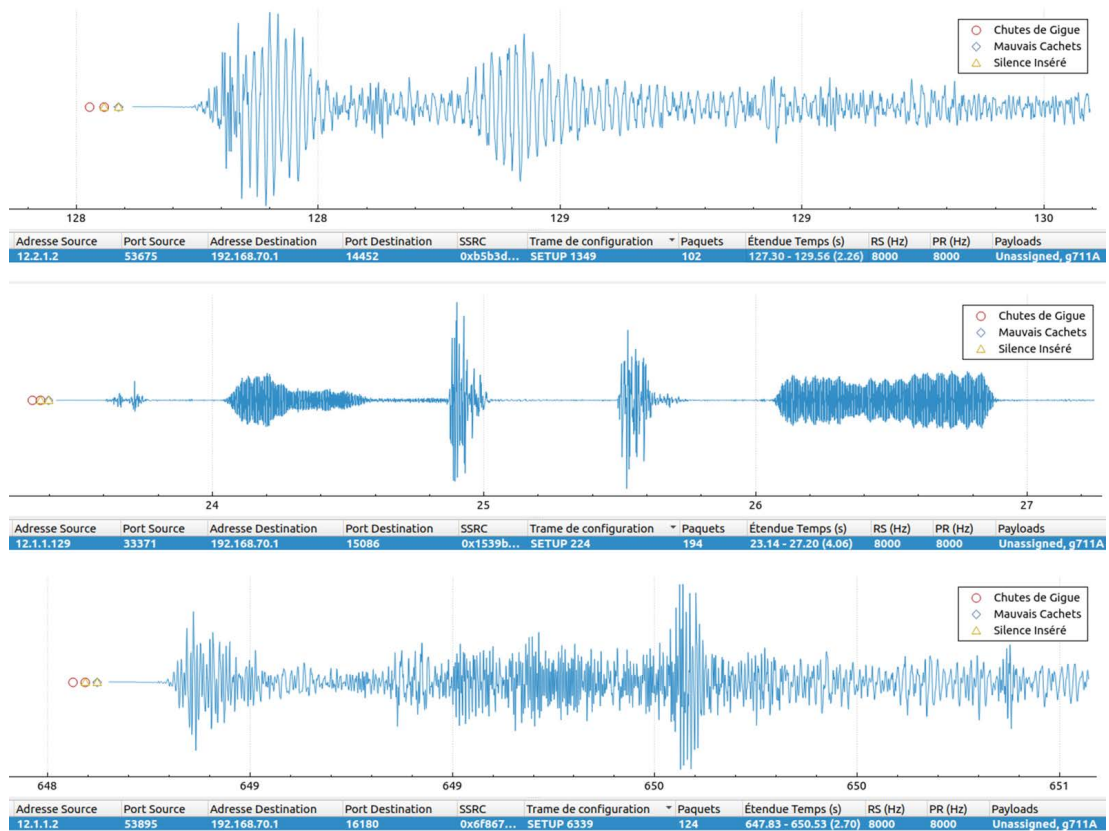 Chutes de Gigue
Mauvais Cachets
Silence Inséré
128 128 129 129 130
Adresse Source Port Source Adresse Destination Port Destination SSRC Trame de configuration Paquets Étendue Temps (s) RS (Hz) PR (Hz) Payloads
12.2.1.2 53675 192.168.70.1 14452 0xb5b3d... SETUP 1349 102 127.30 - 129.56 (2.26) 8000 8000 Unassigned, g711A
Chutes de Gigue
Mauvais Cachets
Silence Inséré
24 25 26 27
Adresse Source Port Source Adresse Destination Port Destination SSRC Trame de configuration Paquets Étendue Temps (s) RS (Hz) PR (Hz) Payloads
12.1.1.129 33371 192.168.70.1 15086 0x1539b... SETUP 224 194 23.14 - 27.20 (4.06) 8000 8000 Unassigned, g711A
Chutes de Gigue
Mauvais Cachets
Silence Inséré
648 649 649 650 650 651
Adresse Source Port Source Adresse Destination Port Destination SSRC Trame de configuration Paquets Étendue Temps (s) RS (Hz) PR (Hz) Payloads
12.1.1.2 53895 192.168.70.1 16180 0x6f867... SETUP 6339 124 647.83 - 650.53 (2.70) 8000 8000 Unassigned, g711A